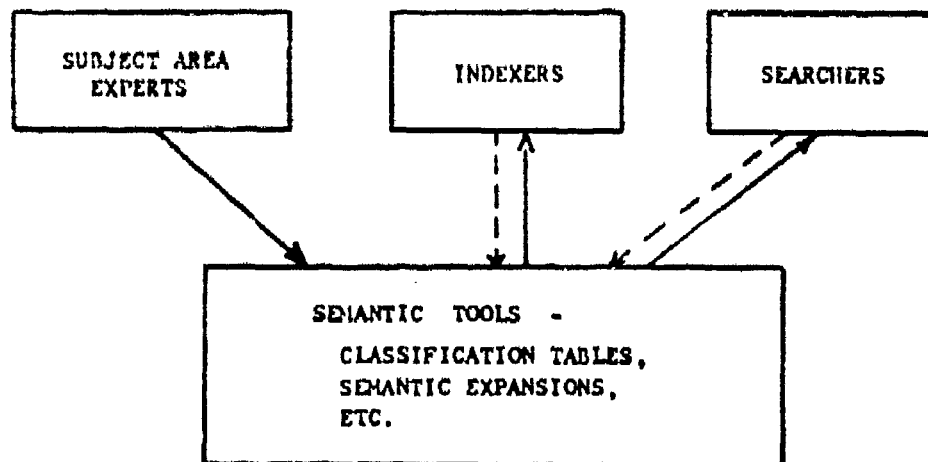 SUBJECT AREA
EXPERTS
INDEXERS
SEARCHERS
SEMANTIC TOOLS -
CLASSIFICATION TABLES,
SEMANTIC EXPANSIONS,
ETC.